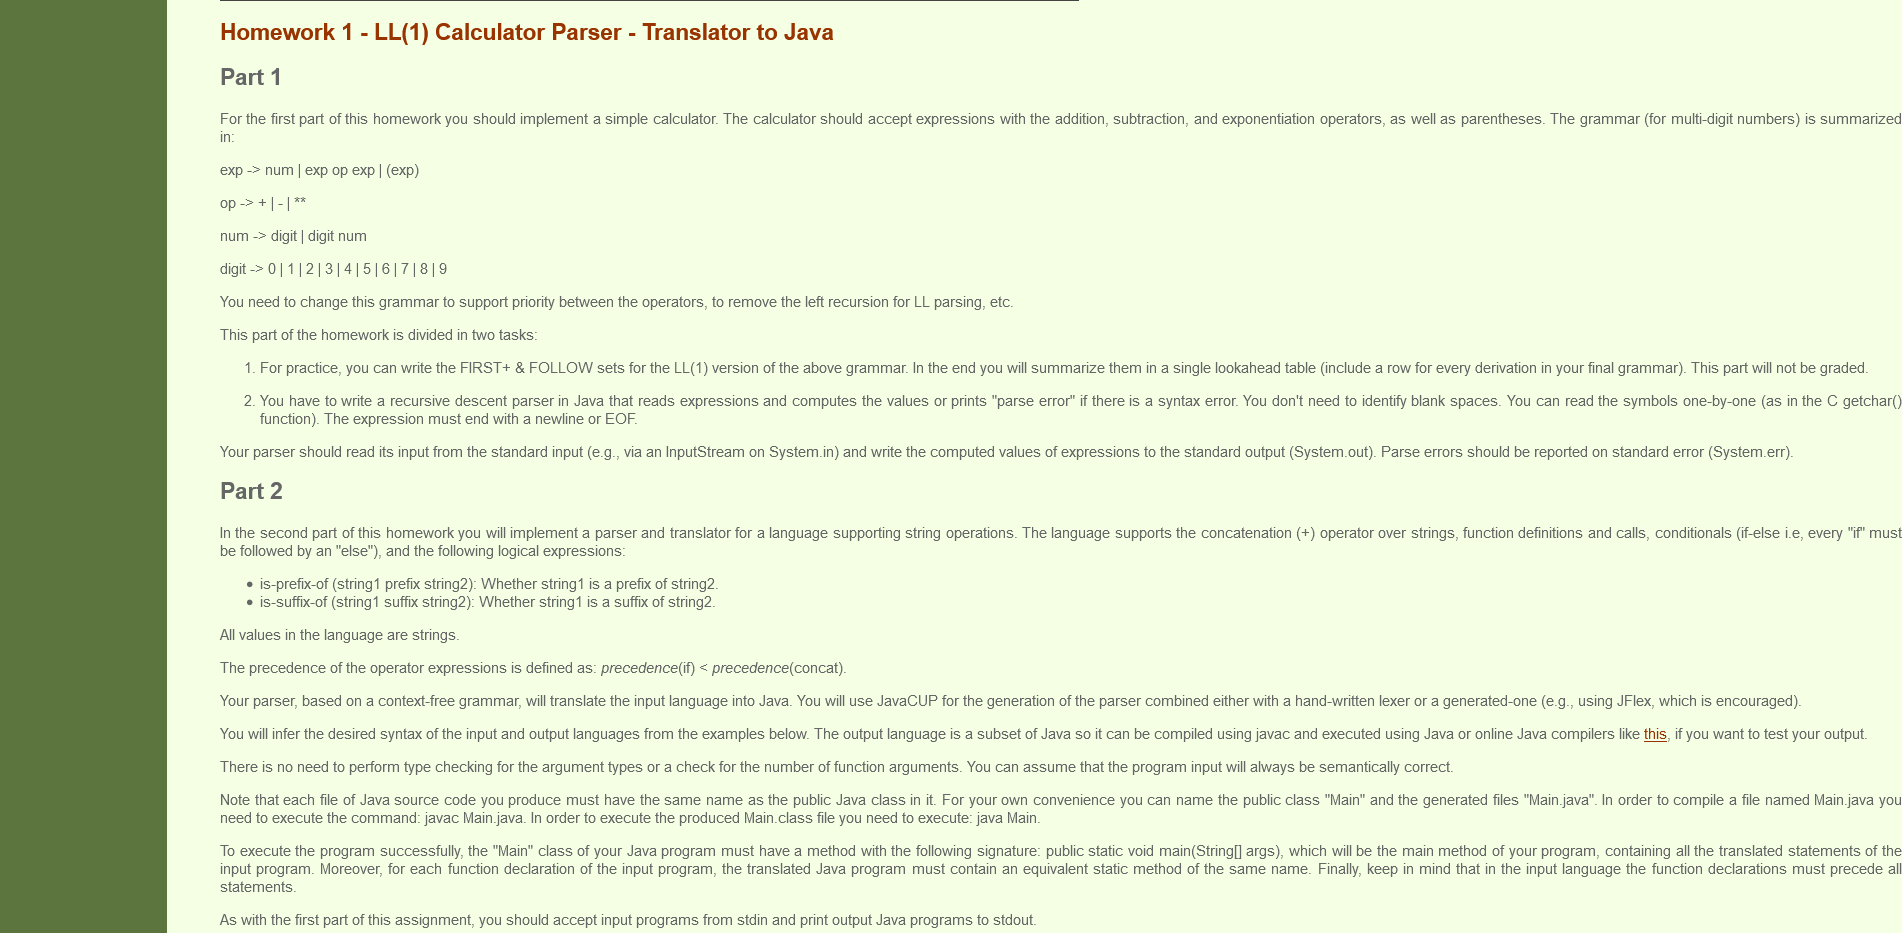 Homework 1 - LL(1) Calculator Parser - Translator to Java
Part 1
For the first part of this homework you should implement a simple calculator. The calculator should accept expressions with the addition, subtraction, and exponentiation operators, as well as parentheses. The grammar (for multi-digit numbers) is summarized
in:
exp -> num | exp op exp | (exp)
op -> + | - | **
num -> digit | digit num
digit -> 0 | 1 | 2 | 3 | 4 | 5 | 6 | 7 | 8 | 9
You need to change this grammar to support priority between the operators, to remove the left recursion for LL parsing, etc.
This part of the homework is divided in two tasks:
1. For practice, you can write the FIRST+ & FOLLOW sets for the LL(1) version of the above grammar. In the end you will summarize them in a single lookahead table (include a row for every derivation in your final grammar). This part will not be graded.
2. You have to write a recursive descent parser in Java that reads expressions and computes the values or prints "parse error" if there is a syntax error. You don't need to identify blank spaces. You can read the symbols one-by-one (as in the C getchar()
function). The expression must end with a newline or EOF.
Your parser should read its input from the standard input (e.g., via an InputStream on System.in) and write the computed values of expressions to the standard output (System.out). Parse errors should be reported on standard error (System.err).
Part 2
In the second part of this homework you will implement a parser and translator for a language supporting string operations. The language supports the concatenation (+) operator over strings, function definitions and calls, conditionals (if-else i.e, every "if" must
be followed by an "else"), and the following logical expressions:
• is-prefix-of (string1 prefix string2): Whether string1 is a prefix of string2.
• is-suffix-of (string1 suffix string2): Whether string1 is a suffix of string2.
All values in the language are strings.
The precedence of the operator expressions is defined as: precedence(if) < precedence(concat).
Your parser, based on a context-free grammar, will translate the input language into Java. You will use JavaCUP for the generation of the parser combined either with a hand-written lexer or a generated-one (e.g., using JFlex, which is encouraged).
You will infer the desired syntax of the input and output languages from the examples below. The output language is a subset of Java so it can be compiled using javac and executed using Java or online Java compilers like this, if you want to test your output.
There is no need to perform type checking for the argument types or a check for the number of function arguments. You can assume that the program input will always be semantically correct.
Note that each file of Java source code you produce must have the same name as the public Java class in it. For your own convenience you can name the public class "Main" and the generated files "Main.java". In order to compile a file named Main.java you
need to execute the command: javac Main.java. In order to execute the produced Main.class file you need to execute: java Main.
To execute the program successfully, the "Main" class of your Java program must have a method with the following signature: public static void main(String[] args), which will be the main method of your program, containing all the translated statements of the
input program. Moreover, for each function declaration of the input program, the translated Java program must contain an equivalent static method of the same name. Finally, keep in mind that in the input language the function declarations must precede all
statements.
As with the first part of this assignment, you should accept input programs from stdin and print output Java programs to stdout.